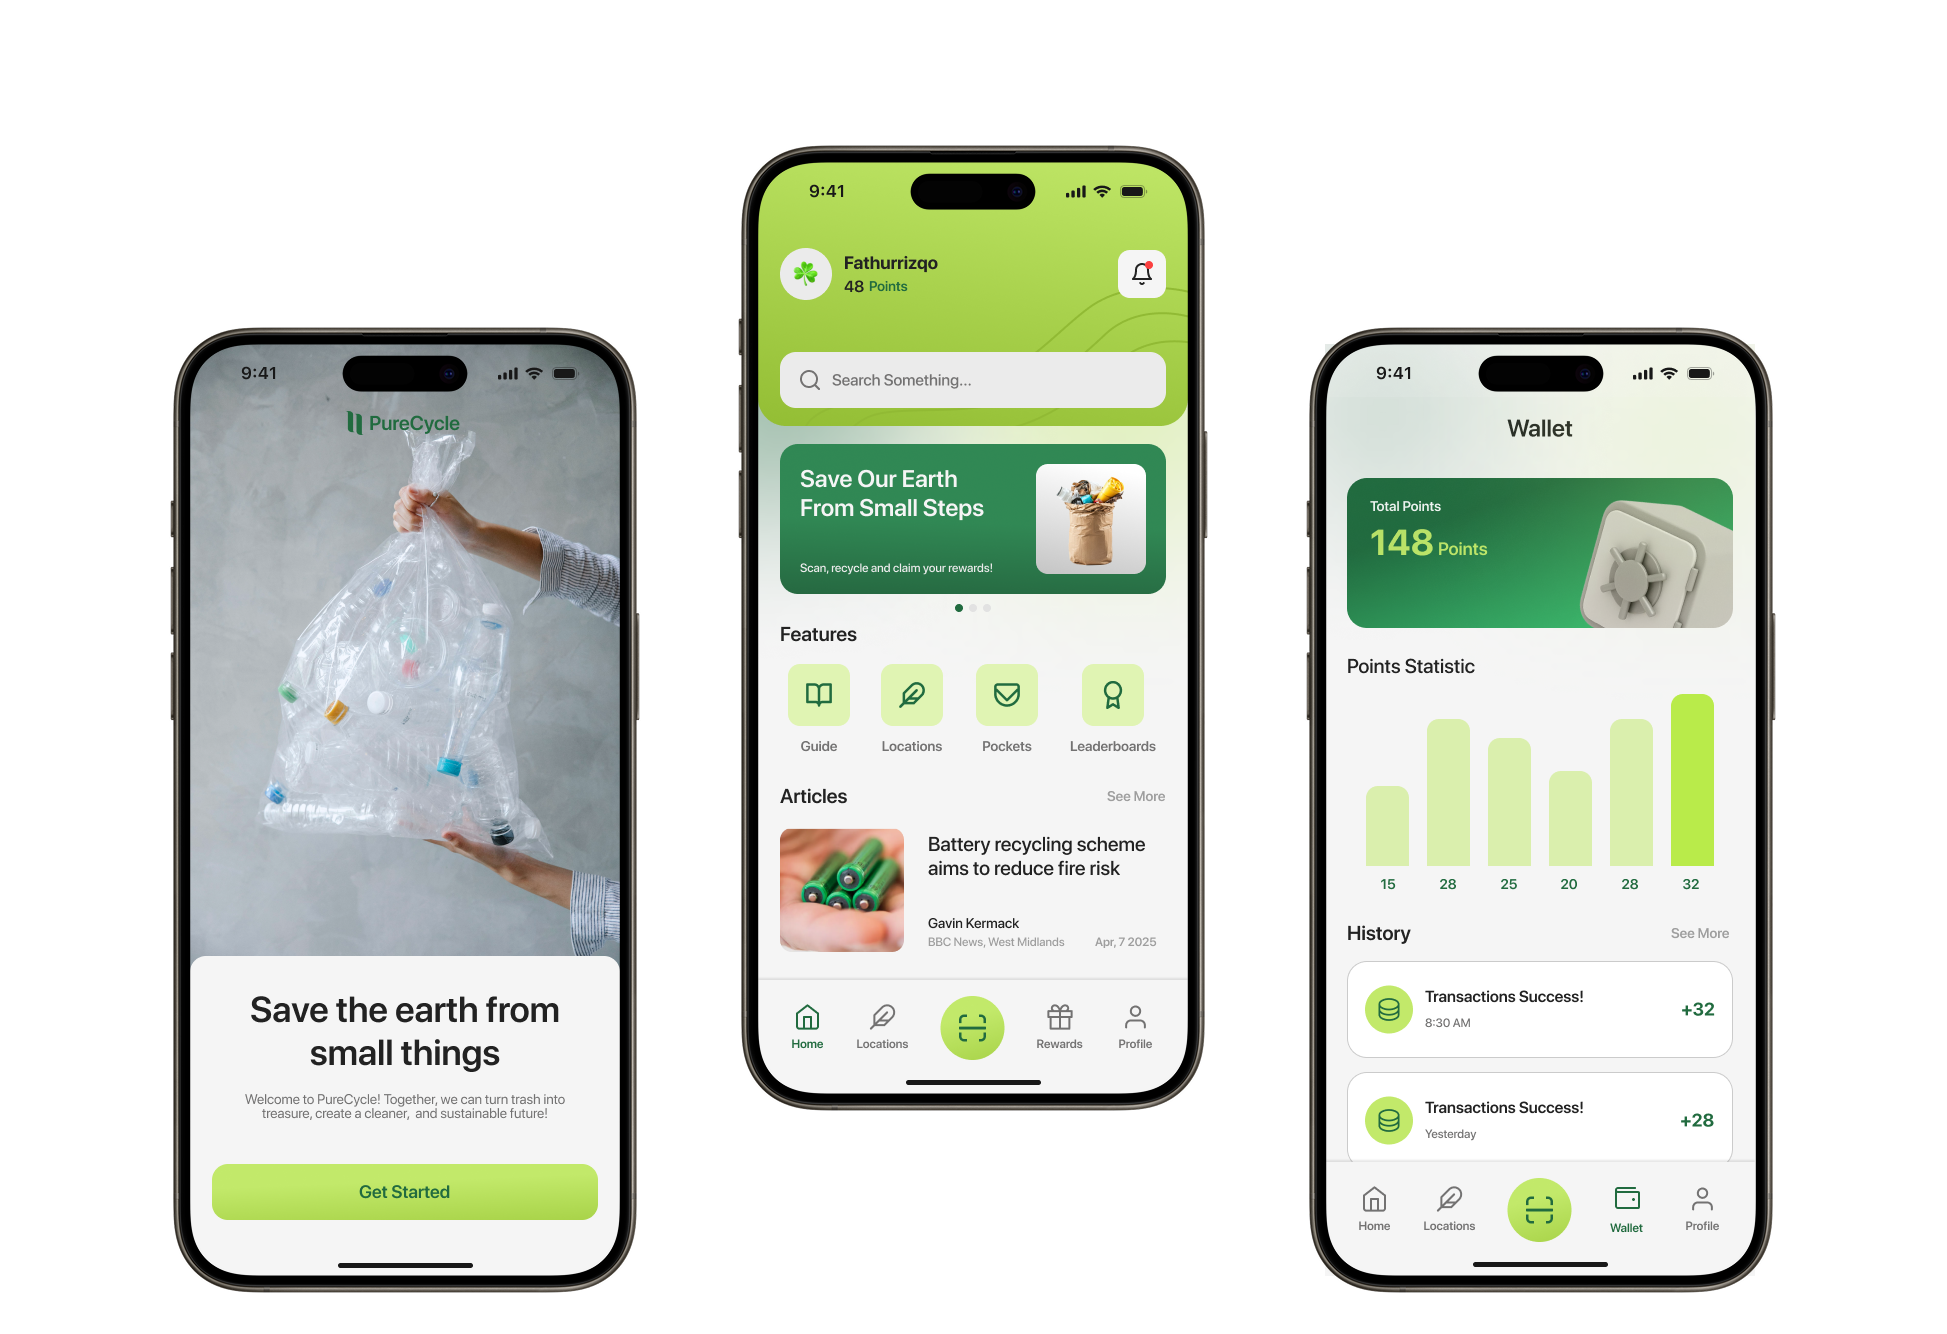 9:41
PureCycle
Save the earth from
small things
Welcome to PureCycle! Together, we can turn trash into
treasure, create a cleaner, and sustainable future!
Get Started
9:41
Fathurrizqo
48 Points
Search Something...
Save Our Earth
From Small Steps
Scan, recycle and claim your rewards!
Features
Guide
Locations
Pockets
Leaderboards
Articles
See More
Battery recycling scheme
aims to reduce fire risk
Gavin Kermack
BBC News, West Midlands
Apr, 7 2025
Home
Locations
Rewards
Profile
9:41
Wallet
Total Points
148 Points
Points Statistic
15
28
25
20
28
32
History
See More
Transactions Success!
8:30 AM
+32
Transactions Success!
Yesterday
+28
Home
Locations
Wallet
Profile